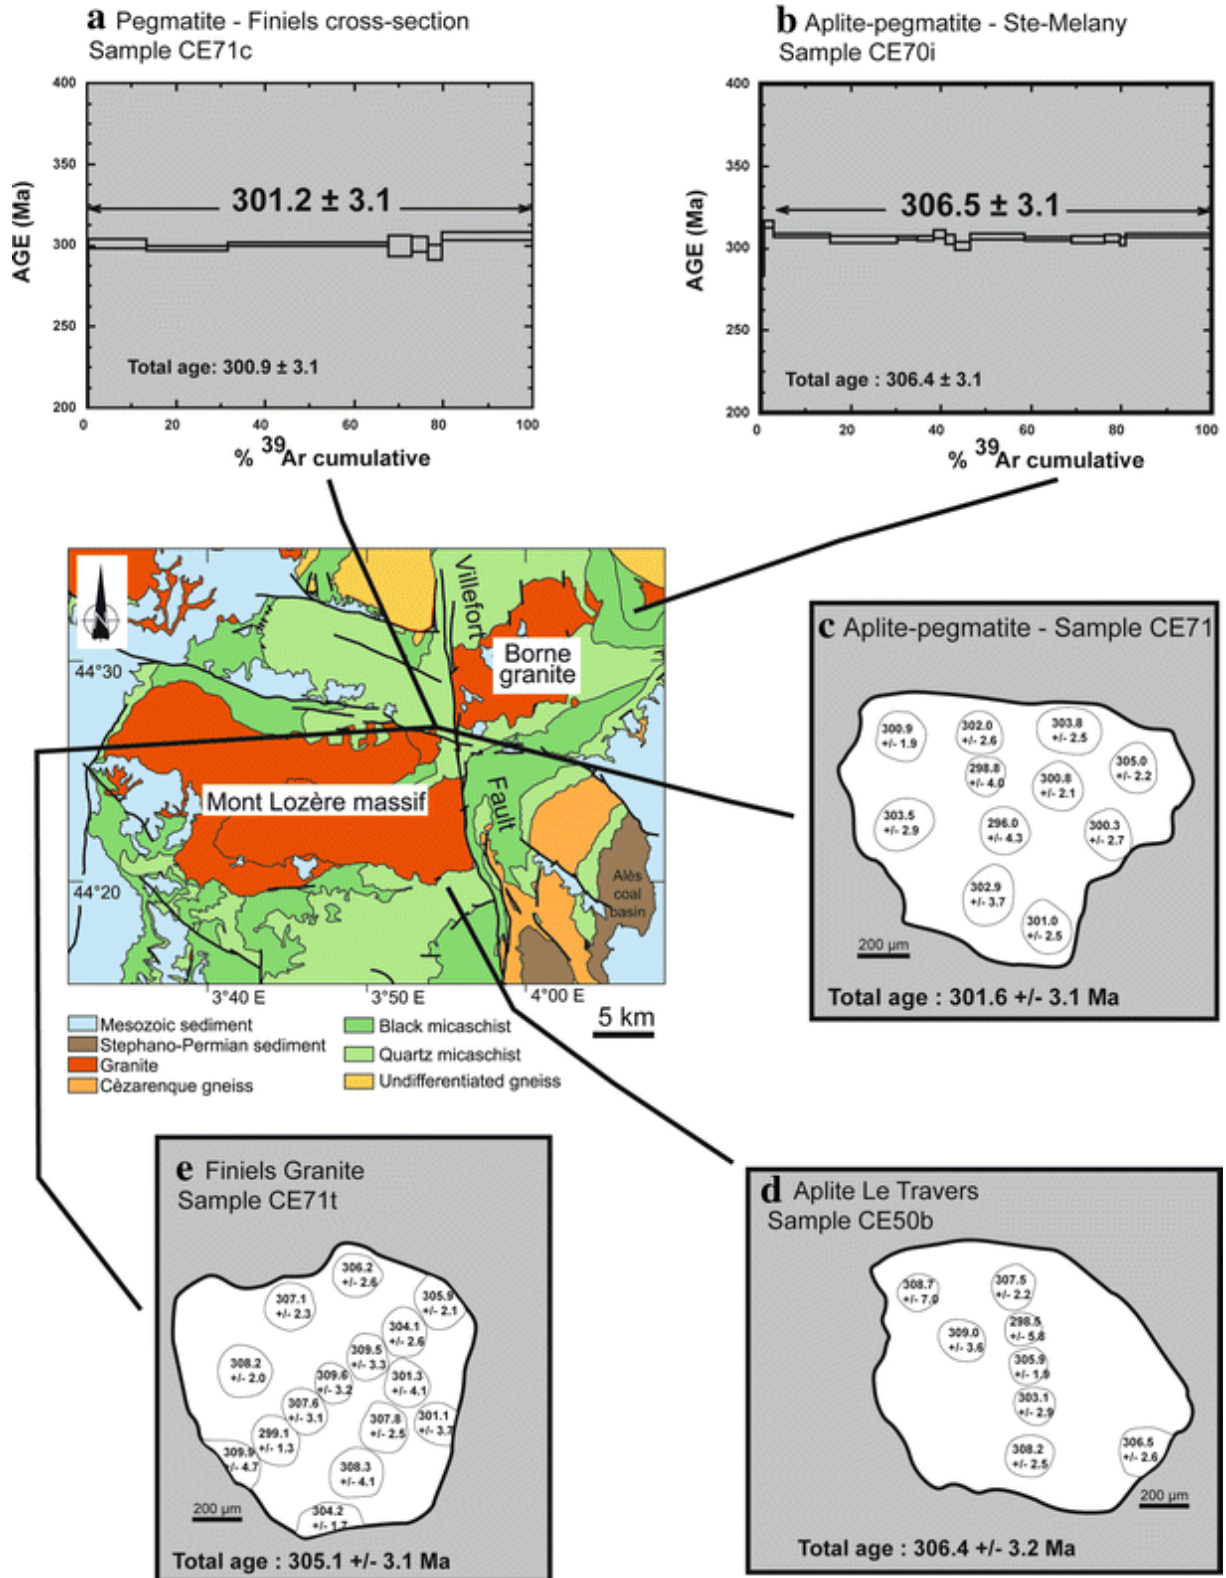 a Pegmatite - Finiels cross-section
Sample CE71c
400
350
300
250
200
AGE (Ma)
301.2 ± 3.1
Total age: 300.9 ± 3.1
0 20 40 60 80 100
% 39Ar cumulative
b Aplite-pegmatite - Ste-Melany
Sample CE70i
400
350
300
250
200
AGE (Ma)
306.5 ± 3.1
Total age : 306.4 ± 3.1
0 20 40 60 80 100
% 39Ar cumulative
N
Villefort
Fault
Borne
granite
Mont Lozère massif
Alès
coal
basin
44°30
44°20
3°40 E
3°50 E
4°00 E
5 km
Mesozoic sediment
Stephano-Permian sediment
Granite
Cèzarenque gneiss
Black micaschist
Quartz micaschist
Undifferentiated gneiss
c Aplite-pegmatite - Sample CE71
300.9
+/- 1.9
302.0
+/- 2.6
303.8
+/- 2.5
305.0
+/- 2.2
298.8
+/- 4.0
300.8
+/- 2.1
303.5
+/- 2.9
296.0
+/- 4.3
300.3
+/- 2.7
302.9
+/- 3.7
301.0
+/- 2.5
200 µm
Total age : 301.6 +/- 3.1 Ma
e Finiels Granite
Sample CE71t
306.2
+/- 2.6
307.1
+/- 2.3
305.9
+/- 2.1
304.1
+/- 2.6
309.5
+/- 3.3
308.2
+/- 2.0
309.6
+/- 3.2
301.3
+/- 4.1
307.6
+/- 3.1
307.8
+/- 2.5
301.1
+/- 3.7
299.1
+/- 1.3
309.9
+/- 4.7
308.3
+/- 4.1
304.2
+/- 1.7
200 µm
Total age : 305.1 +/- 3.1 Ma
d Aplite Le Travers
Sample CE50b
308.7
+/- 7.0
307.5
+/- 2.2
298.5
+/- 5.8
309.0
+/- 3.6
305.9
+/- 1.9
303.1
+/- 2.9
308.2
+/- 2.5
306.5
+/- 2.6
200 µm
Total age : 306.4 +/- 3.2 Ma